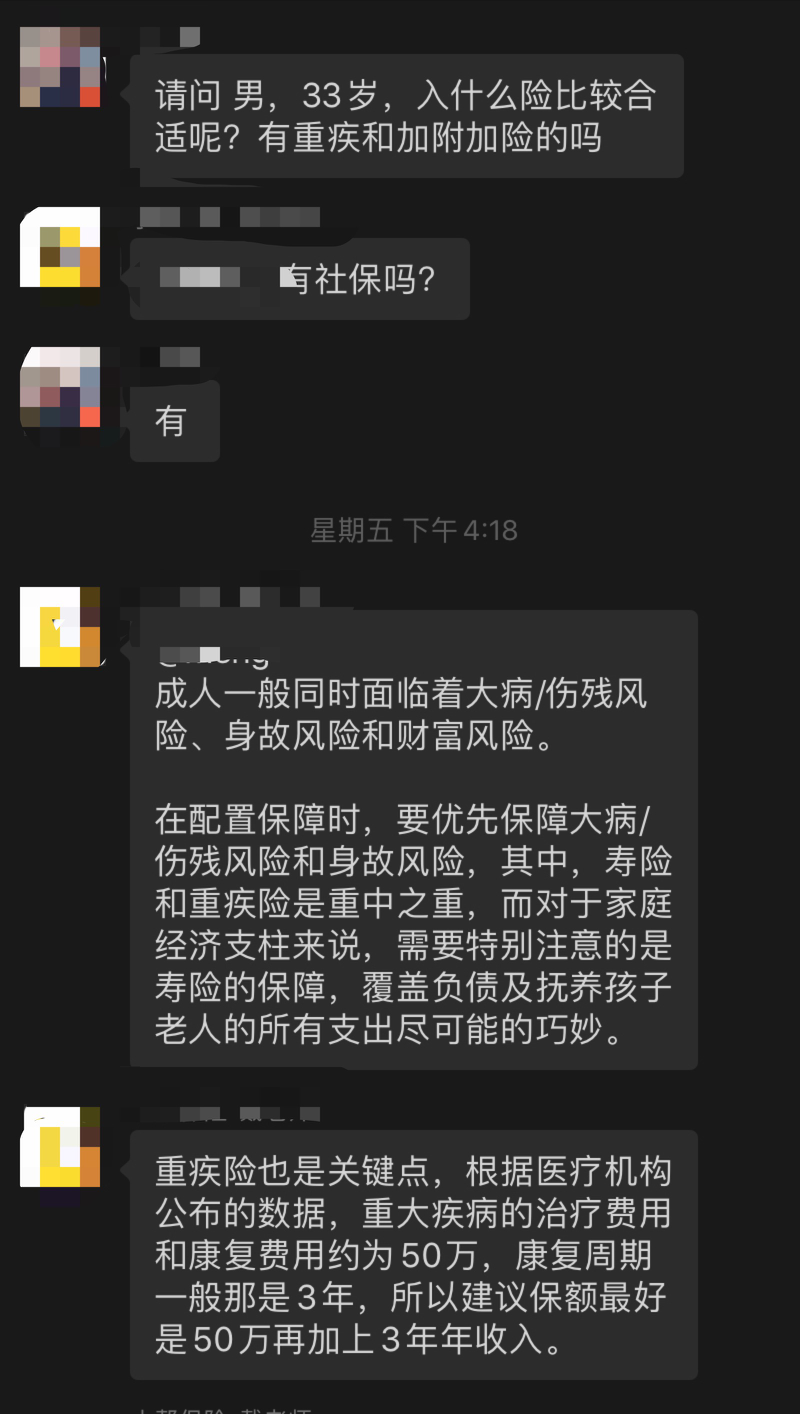 请问 男，33岁，入什么险比较合
适呢？有重疾和加附加险的吗
有社保吗？
有
星期五 下午4:18
成人一般同时面临着大病/伤残风
险、身故风险和财富风险。
在配置保障时，要优先保障大病/
伤残风险和身故风险，其中，寿险
和重疾险是重中之重，而对于家庭
经济支柱来说，需要特别注意的是
寿险的保障，覆盖负债及抚养孩子
老人的所有支出尽可能的巧妙。
重疾险也是关键点，根据医疗机构
公布的数据，重大疾病的治疗费用
和康复费用约为50万，康复周期
一般那是3年，所以建议保额最好
是50万再加上3年年收入。